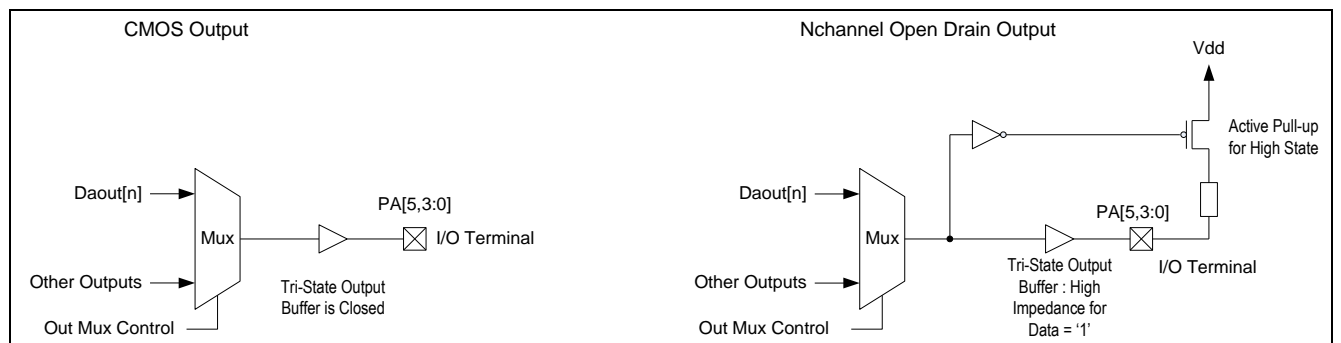 CMOS Output
Daout[n]
Mux
PA[5,3:0]
I/O Terminal
Other Outputs
Tri-State Output
Buffer is Closed
Out Mux Control
Nchannel Open Drain Output
Vdd
Active Pull-up
for High State
Daout[n]
Mux
PA[5,3:0]
I/O Terminal
Other Outputs
Tri-State Output
Buffer : High
Impedance for
Data = '1'
Out Mux Control